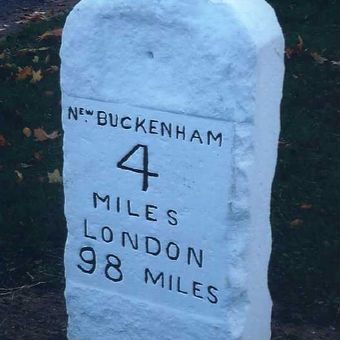 New BUCKENHAM
4
MILES
LONDON
98 MILES